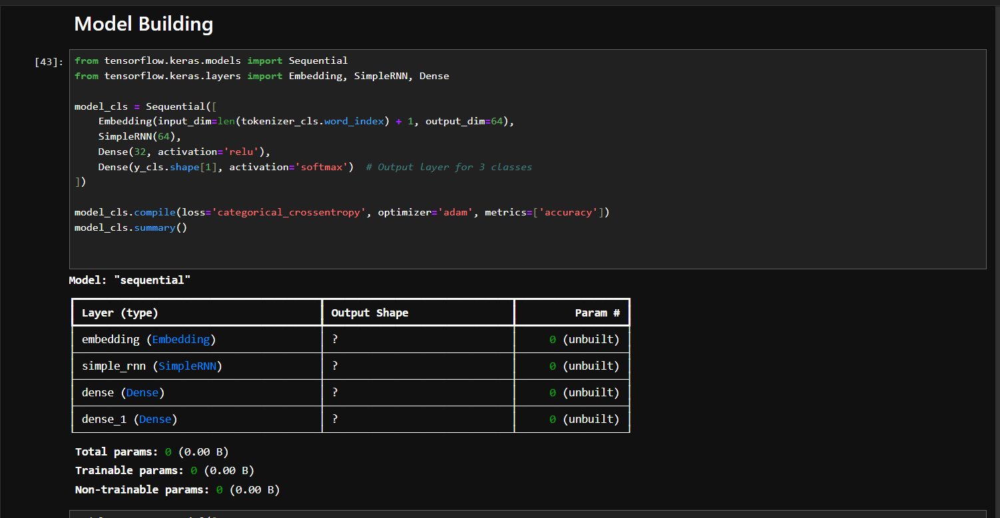 Model Building
[43]:
from tensorflow.keras.models import Sequential
from tensorflow.keras.layers import Embedding, SimpleRNN, Dense
model_cls = Sequential([
    Embedding(input_dim=len(tokenizer_cls.word_index) + 1, output_dim=64),
    SimpleRNN(64),
    Dense(32, activation='relu'),
    Dense(y_cls.shape[1], activation='softmax')  # Output layer for 3 classes
])
model_cls.compile(loss='categorical_crossentropy', optimizer='adam', metrics=['accuracy'])
model_cls.summary()
Model: "sequential"
Layer (type) Output Shape Param #
embedding (Embedding) ? 0 (unbuilt)
simple_rnn (SimpleRNN) ? 0 (unbuilt)
dense (Dense) ? 0 (unbuilt)
dense_1 (Dense) ? 0 (unbuilt)
Total params: 0 (0.00 B)
Trainable params: 0 (0.00 B)
Non-trainable params: 0 (0.00 B)